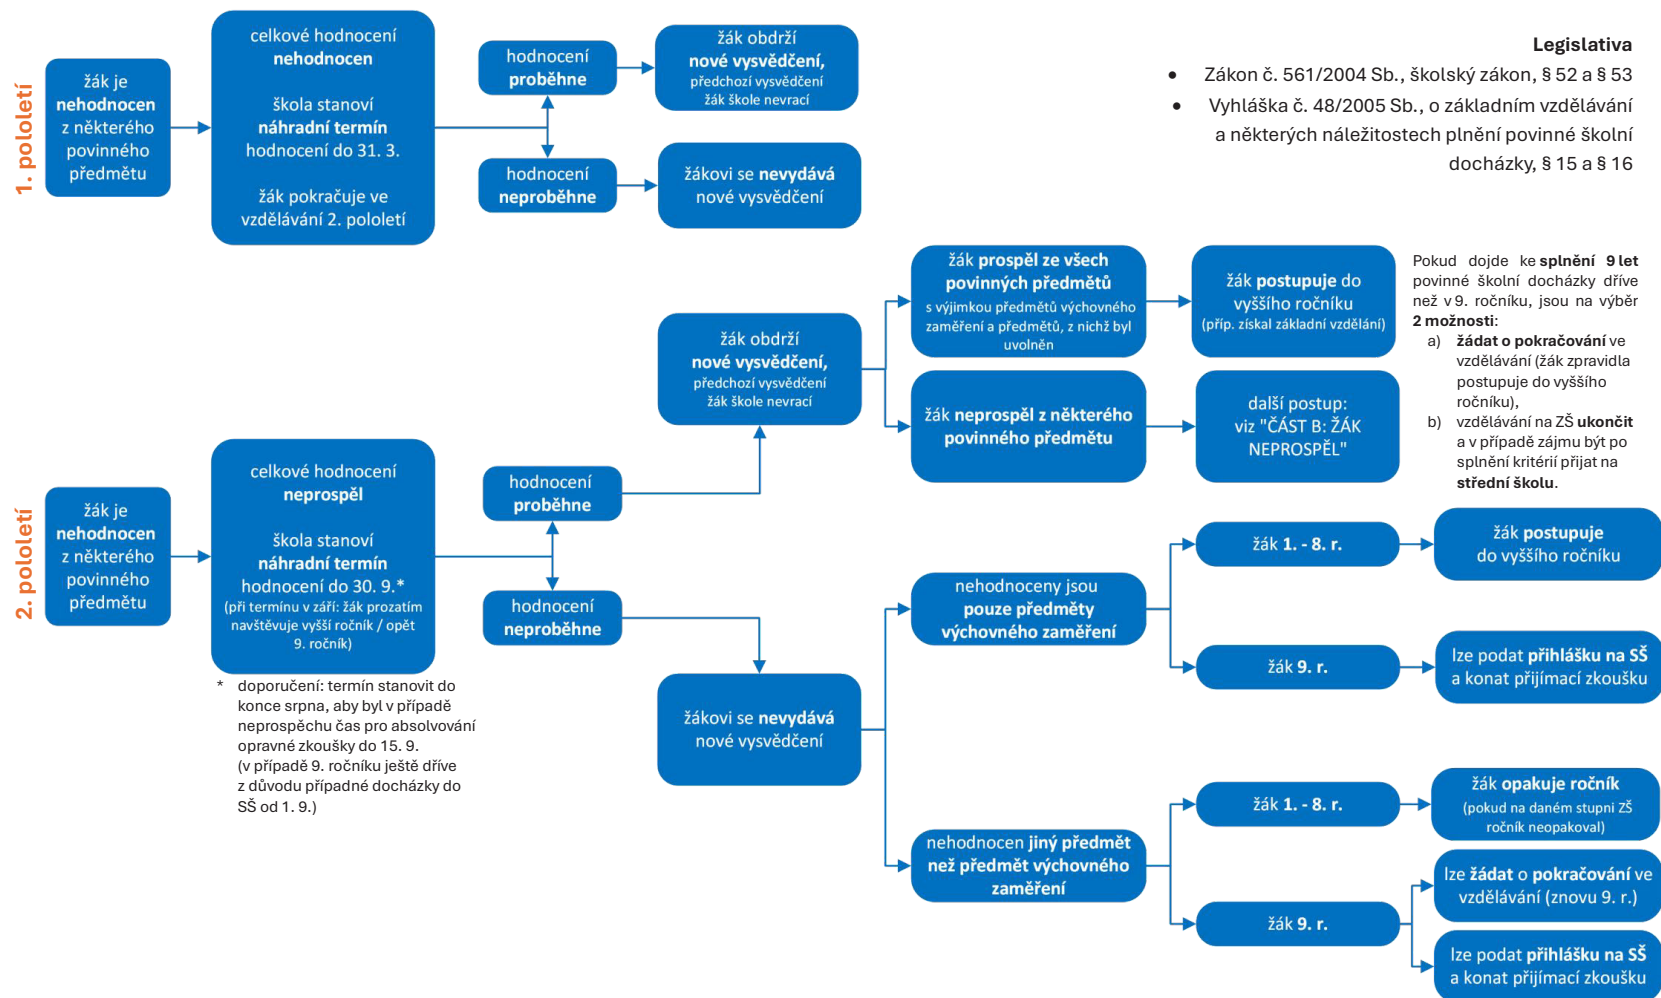 1. pololetí
žák je
nehodnocen
z některého
povinného
předmětu
celkové hodnocení
nehodnocen
škola stanoví
náhradní termín
hodnocení do 31. 3.
žák pokračuje ve
vzdělávání 2. pololetí
hodnocení
proběhne
žák obdrží
nové vysvědčení,
předchozí vysvědčení
žák škole nevrací
hodnocení
neproběhne
žákovi se nevydává
nové vysvědčení
Legislativa
• Zákon č. 561/2004 Sb., školský zákon, § 52 a § 53
• Vyhláška č. 48/2005 Sb., o základním vzdělávání
a některých náležitostech plnění povinné školní
docházky, § 15 a § 16
2. pololetí
žák je
nehodnocen
z některého
povinného
předmětu
celkové hodnocení
neprospěl
škola stanoví
náhradní termín
hodnocení do 30. 9.*
(při termínu v září: žák prozatím
navštěvuje vyšší ročník / opět
9. ročník)
* doporučení: termín stanovit do
konce srpna, aby byl v případě
neprospěchu čas pro absolvování
opravné zkoušky do 15. 9.
(v případě 9. ročníku ještě dříve
z důvodu případné docházky do
SŠ od 1. 9.)
hodnocení
proběhne
žák obdrží
nové vysvědčení,
předchozí vysvědčení
žák škole nevrací
žák prospěl ze všech
povinných předmětů
s výjimkou předmětů výchovného
zaměření a předmětů, z nichž byl
uvolněn
žák postupuje do
vyššího ročníku
(příp. získal základní vzdělání)
žák neprospěl z některého
povinného předmětu
další postup:
viz "ČÁST B: ŽÁK
NEPROSPĚL"
Pokud dojde ke splnění 9 let
povinné školní docházky dříve
než v 9. ročníku, jsou na výběr
2 možnosti:
a) žádat o pokračování ve
vzdělávání (žák zpravidla
postupuje do vyššího
ročníku),
b) vzdělávání na ZŠ ukončit
a v případě zájmu být po
splnění kritérií přijat na
střední školu.
hodnocení
neproběhne
žákovi se nevydává
nové vysvědčení
nehodnoceny jsou
pouze předměty
výchovného zaměření
žák 1. - 8. r.
žák postupuje
do vyššího ročníku
žák 9. r.
lze podat přihlášku na SŠ
a konat přijímací zkoušku
nehodnocen jiný předmět
než předmět výchovného
zaměření
žák 1. - 8. r.
žák opakuje ročník
(pokud na daném stupni ZŠ
ročník neopakoval)
žák 9. r.
lze žádat o pokračování ve
vzdělávání (znovu 9. r.)
lze podat přihlášku na SŠ
a konat přijímací zkoušku